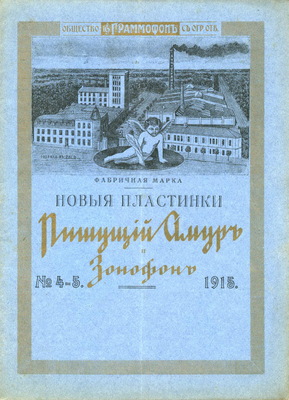 ОБЩЕСТВО „ГРАММОФОНЪ" СЪ ОГР. ОТВ.
ФАБРИЧНАЯ МАРКА
НОВЫЯ ПЛАСТИНКИ
Пишущій Амуръ
и
Зонофонъ
№ 4-5. 1915.